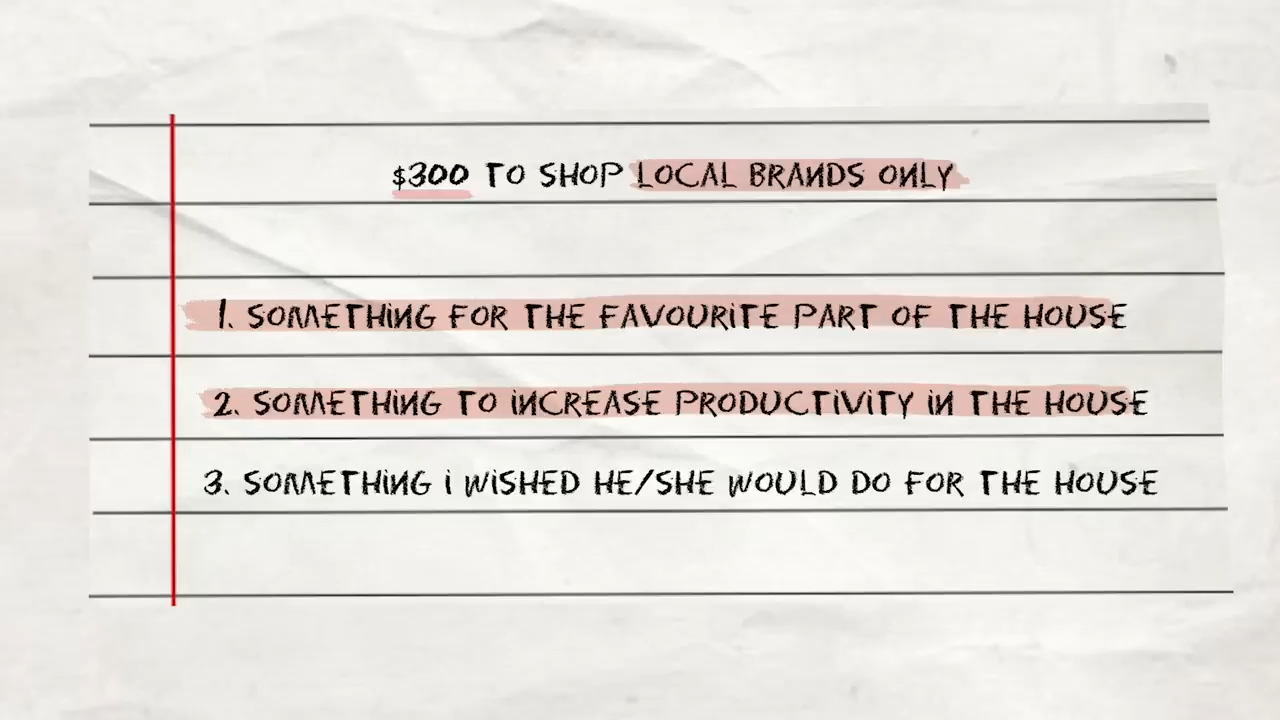 $300 TO SHOP LOCAL BRANDS ONLY
1. SOMETHING FOR THE FAVOURITE PART OF THE HOUSE
2. SOMETHING TO INCREASE PRODUCTIVITY IN THE HOUSE
3. SOMETHING I WISHED HE/SHE WOULD DO FOR THE HOUSE